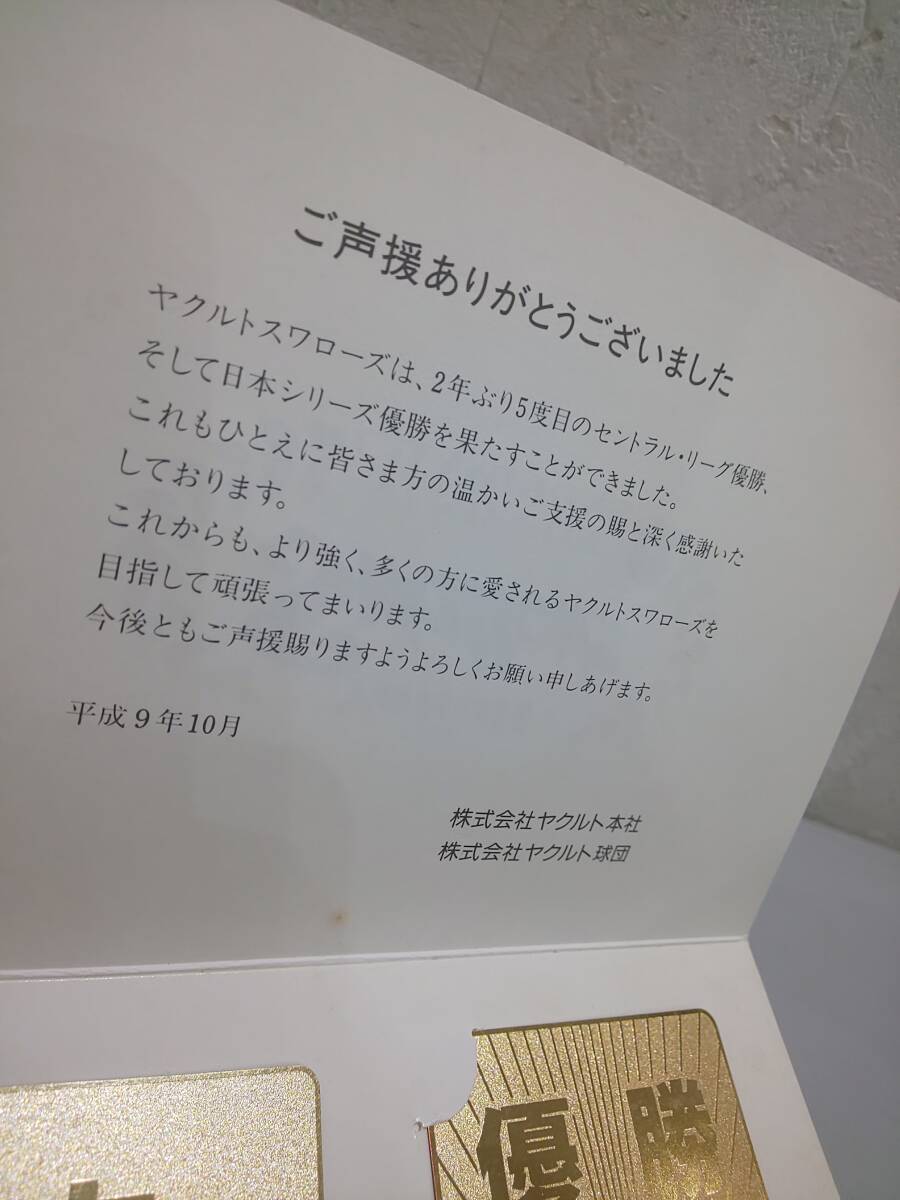 ご声援ありがとうございました
ヤクルトスワローズは、2年ぶり5度目のセントラル・リーグ優勝、
そして日本シリーズ優勝を果たすことができました。
これもひとえに皆さま方の温かいご支援の賜と深く感謝いた
しております。
これからも、より強く、多くの方に愛されるヤクルトスワローズを
目指して頑張ってまいります。
今後ともご声援賜りますようよろしくお願い申しあげます。
平成9年10月
株式会社ヤクルト本社
株式会社ヤクルト球団
優勝